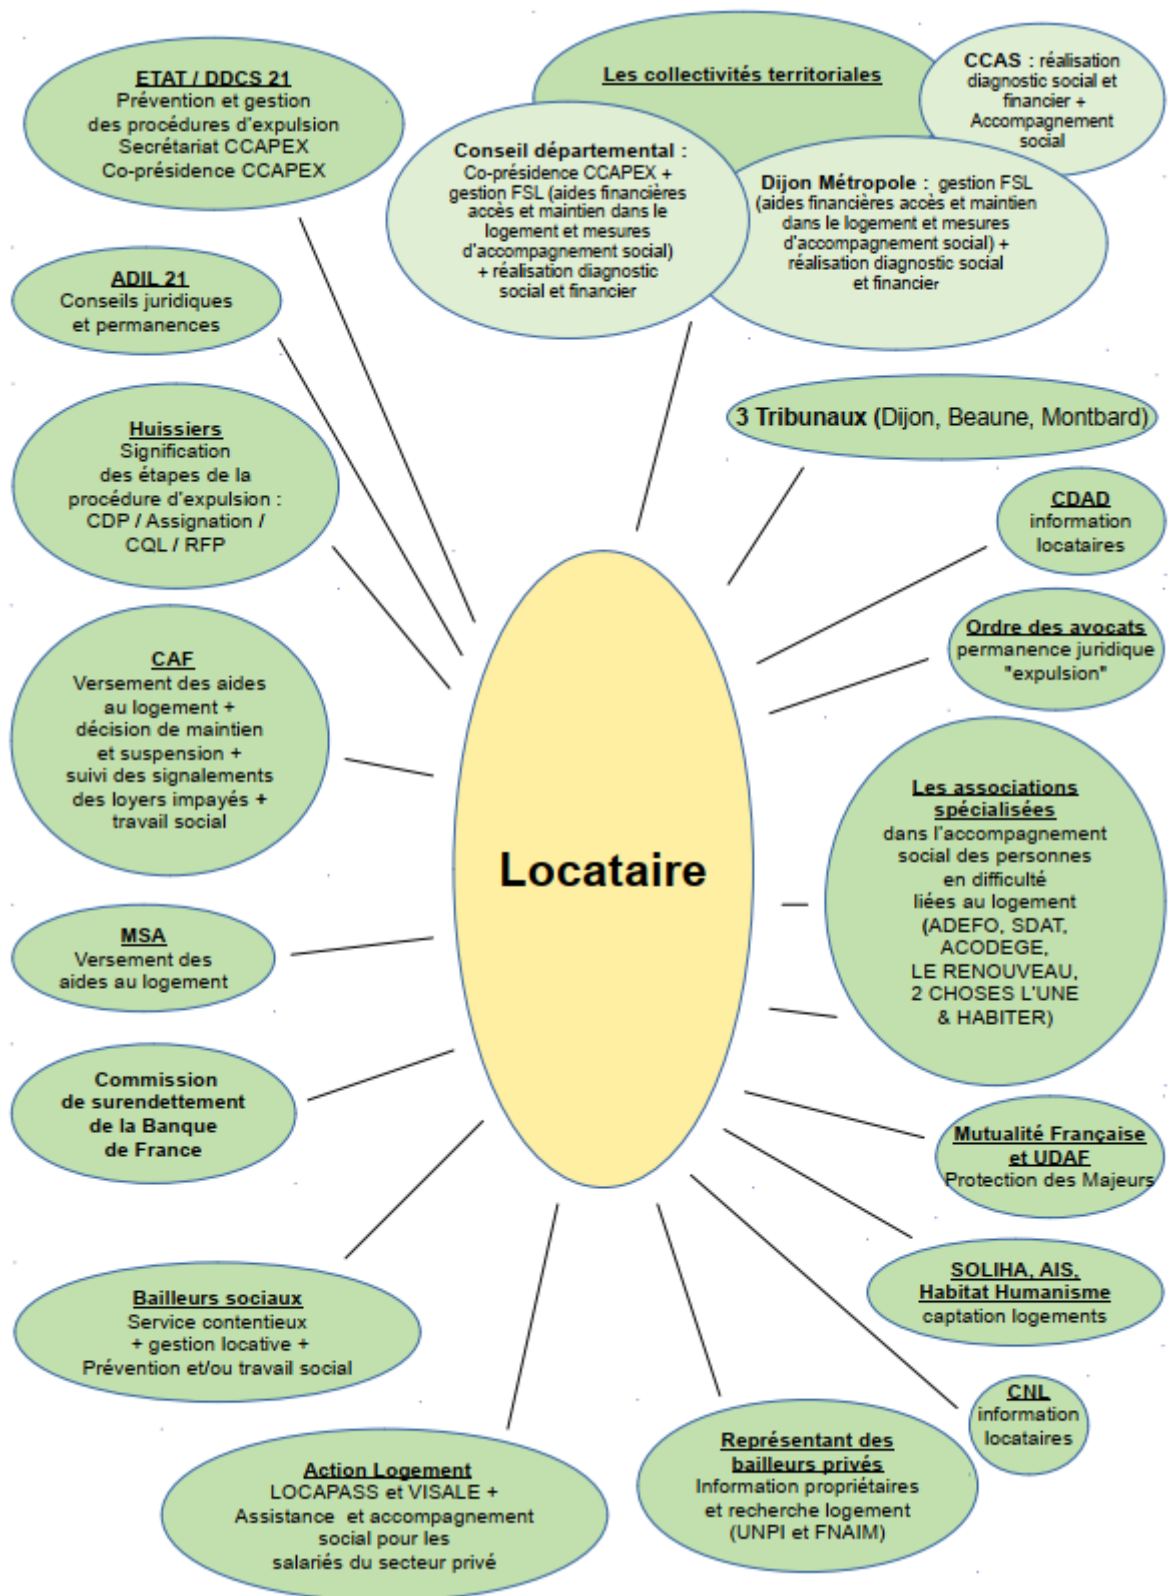 ETAT / DDCS 21
Prévention et gestion
des procédures d'expulsion
Secrétariat CCAPEX
Co-présidence CCAPEX
Les collectivités territoriales
CCAS : réalisation
diagnostic social et
financier +
Accompagnement
social
Conseil départemental :
Co-présidence CCAPEX +
gestion FSL (aides financières
accès et maintien dans le
logement et mesures
d'accompagnement social)
+ réalisation diagnostic
social et financier
Dijon Métropole : gestion FSL
(aides financières accès et maintien
dans le logement et mesures
d'accompagnement social) +
réalisation diagnostic social
et financier
ADIL 21
Conseils juridiques
et permanences
3 Tribunaux (Dijon, Beaune, Montbard)
Huissiers
Signification
des étapes de la
procédure d'expulsion :
CDP / Assignation /
CQL / RFP
CDAD
information
locataires
Ordre des avocats
permanence juridique
"expulsion"
CAF
Versement des aides
au logement +
décision de maintien
et suspension +
suivi des signalements
des loyers impayés +
travail social
Les associations
spécialisées
dans l'accompagnement
social des personnes
en difficulté
liées au logement
(ADEFO, SDAT,
ACODEGE,
LE RENOUVEAU,
2 CHOSES L'UNE
& HABITER)
Locataire
MSA
Versement des
aides au logement
Commission
de surendettement
de la Banque
de France
Mutualité Française
et UDAF
Protection des Majeurs
SOLIHA, AIS,
Habitat Humanisme
captation logements
Bailleurs sociaux
Service contentieux
+ gestion locative +
Prévention et/ou travail social
CNL
information
locataires
Représentant des
bailleurs privés
Information propriétaires
et recherche logement
(UNPI et FNAIM)
Action Logement
LOCAPASS et VISALE +
Assistance et accompagnement
social pour les
salariés du secteur privé